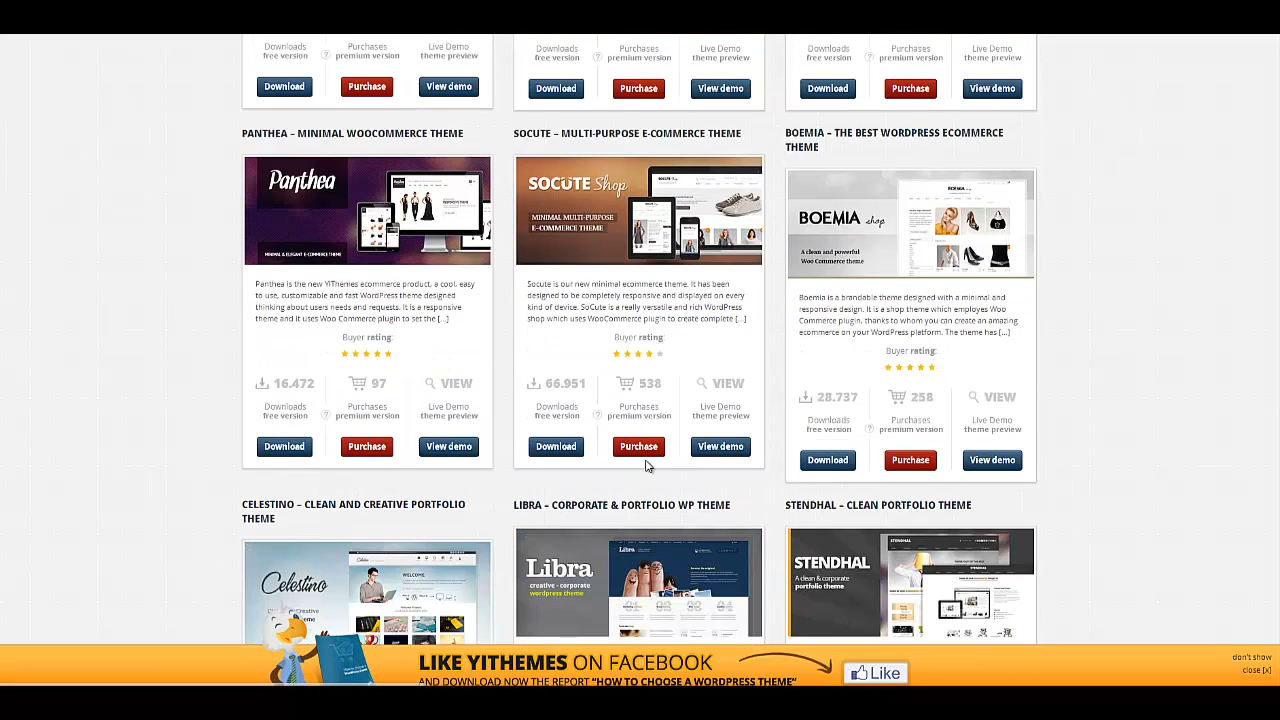 Downloads
free version
Purchases
premium version
Live Demo
theme preview
Download
Purchase
View demo
Downloads
free version
Purchases
premium version
Live Demo
theme preview
Download
Purchase
View demo
Downloads
free version
Purchases
premium version
Live Demo
theme preview
Download
Purchase
View demo
PANTHEA – MINIMAL WOOCOMMERCE THEME
Panthea
MINIMAL & ELEGANT E-COMMERCE THEME
Panthea is the new YIThemes ecommerce product, a cool, easy
to use, customizable and fast WordPress theme designed
thinking about users needs and requests. It is a responsive
theme and it uses Woo Commerce plugin to set the [...]
Buyer rating:
16.472
97
VIEW
Downloads
free version
?
Purchases
premium version
Live Demo
theme preview
Download
Purchase
View demo
SOCUTE – MULTI-PURPOSE E-COMMERCE THEME
SOCUTE Shop
MINIMAL MULTI-PURPOSE
E-COMMERCE THEME
Socute is our new minimal ecommerce theme. It has been
designed to be completely responsive and displayed on every
kind of device. SoCute is a really versatile and rich WordPress
shop which uses WooCommerce plugin to create complete [...]
Buyer rating:
66.951
538
VIEW
Downloads
free version
?
Purchases
premium version
Live Demo
theme preview
Download
Purchase
View demo
BOEMIA – THE BEST WORDPRESS ECOMMERCE
THEME
BOEMIA shop
A clean and powerful
Woo Commerce theme
Boemia is a brandable theme designed with a minimal and
responsive design. It is a shop theme which employes Woo
Commerce plugin, thanks to whom you can create an amazing
ecommerce on your WordPress platform. The theme has [...]
Buyer rating:
28.737
258
VIEW
Downloads
free version
?
Purchases
premium version
Live Demo
theme preview
Download
Purchase
View demo
CELESTINO – CLEAN AND CREATIVE PORTFOLIO
THEME
Celestino
WELCOME
LIBRA – CORPORATE & PORTFOLIO WP THEME
Libra
creative - corporate
wordpress theme
Libra
STENDHAL – CLEAN PORTFOLIO THEME
STENDHAL
A clean & corporate
portfolio theme
LIKE YITHEMES ON FACEBOOK
AND DOWNLOAD NOW THE REPORT "HOW TO CHOOSE A WORDPRESS THEME"
Like
don't show
close [x]